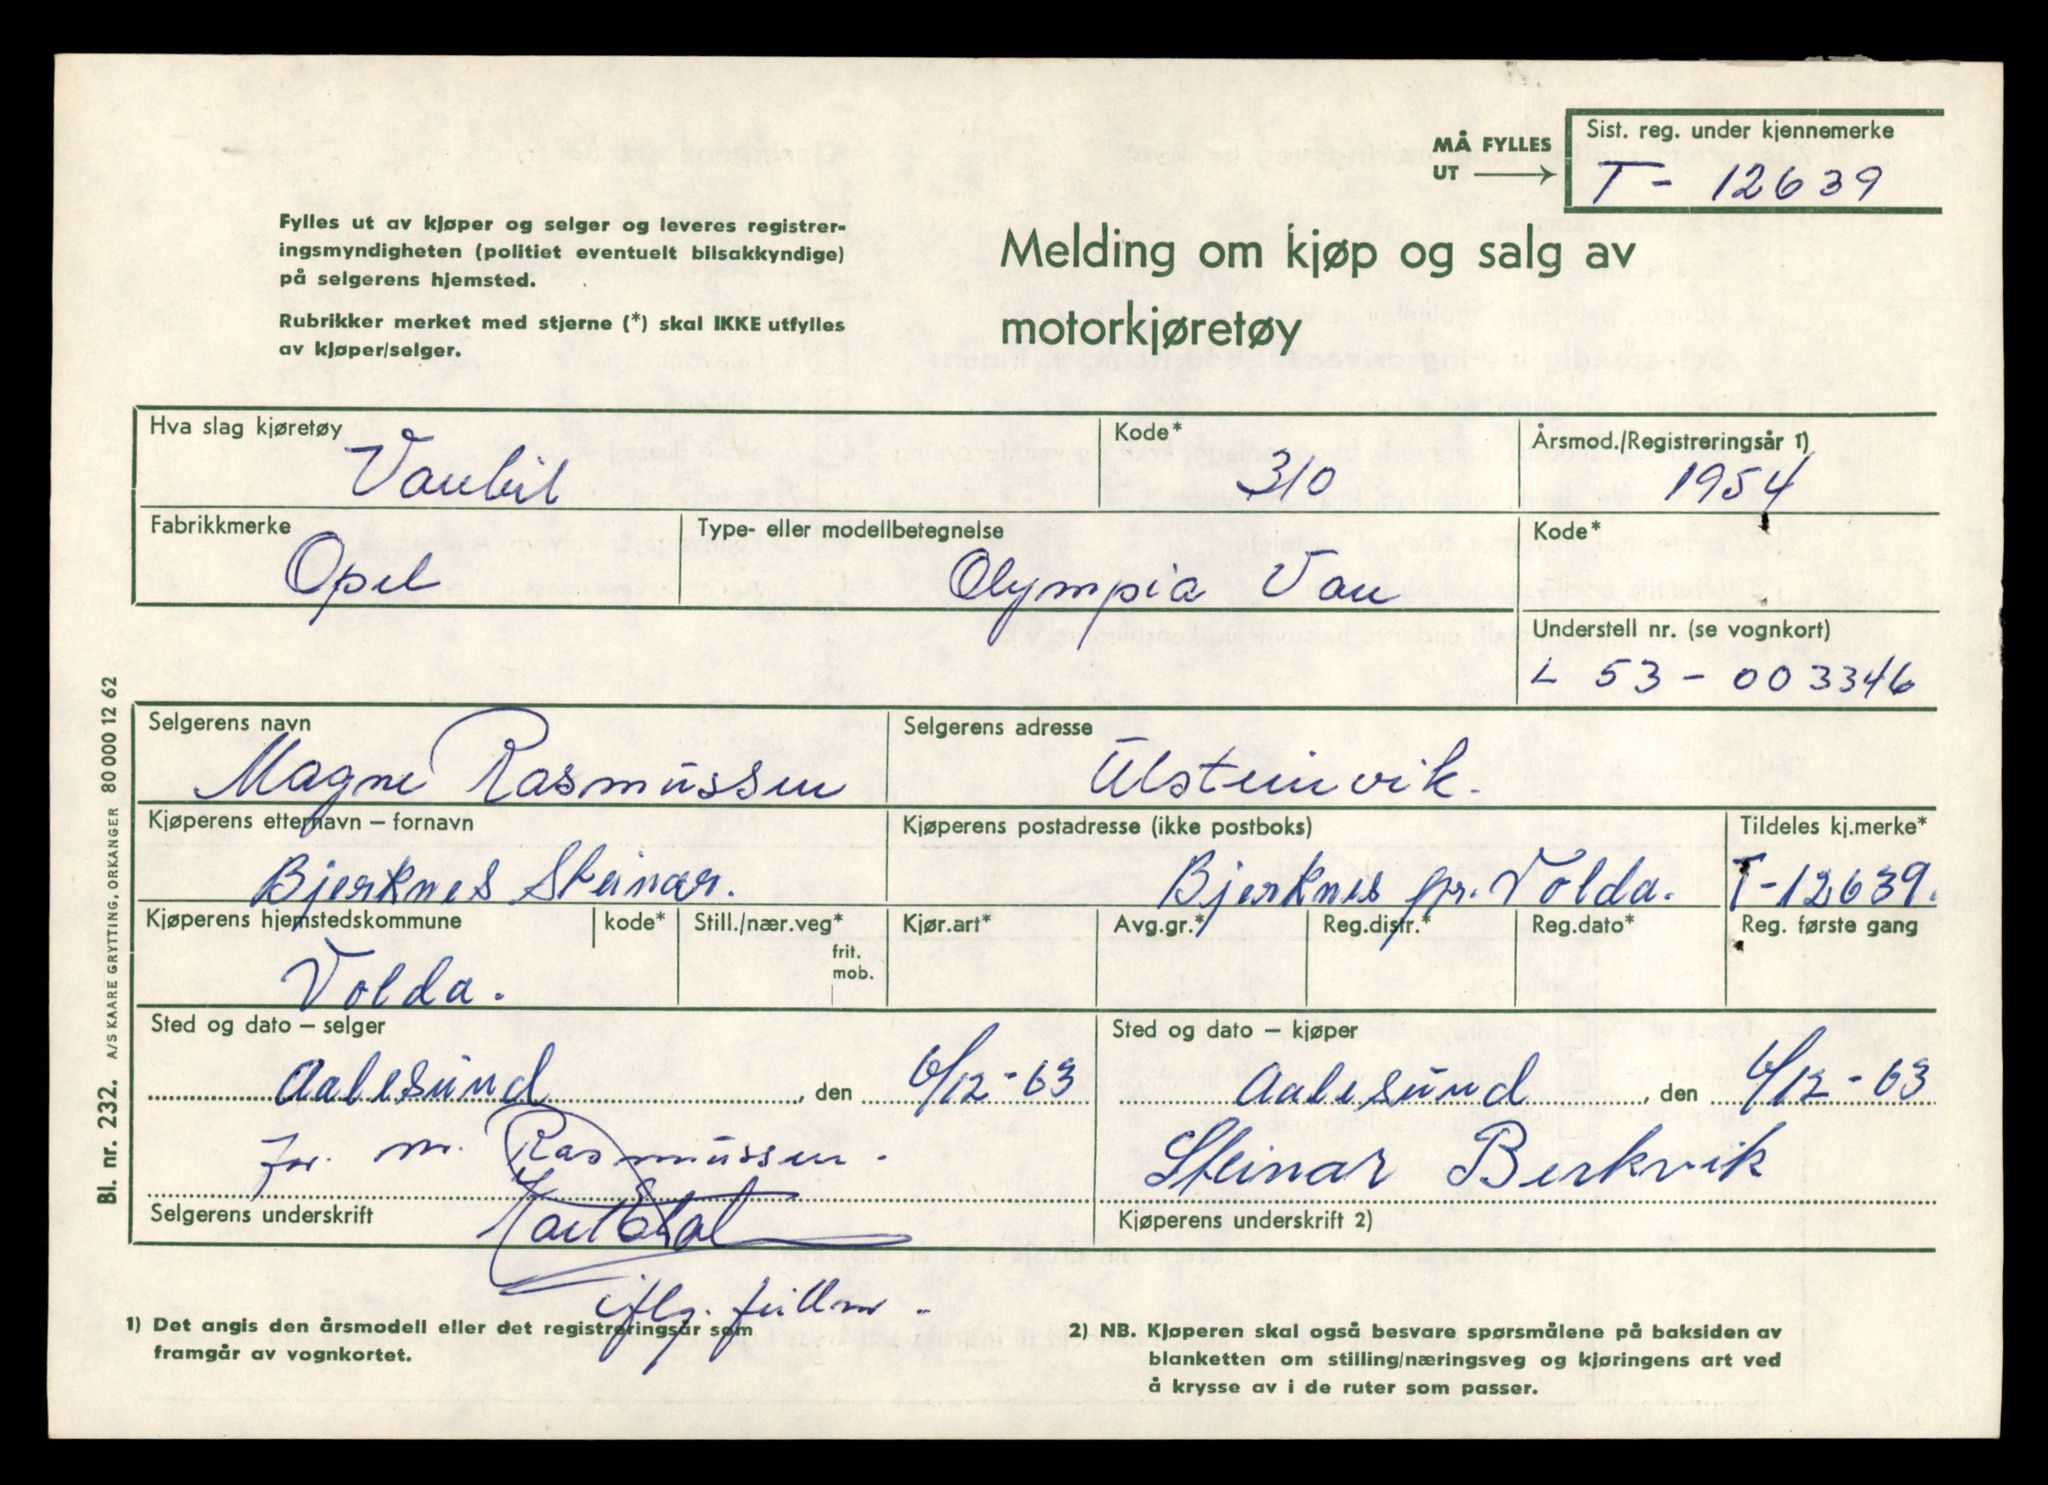 MÅ FYLLES
UT
Sist. reg. under kjennemerke
T - 12639
Fylles ut av kjøper og selger og leveres registrer-
ingsmyndigheten (politiet eventuelt bilsakkyndige)
på selgerens hjemsted.
Rubrikker merket med stjerne (*) skal IKKE utfylles
av kjøper/selger.
Melding om kjøp og salg av
motorkjøretøy
Hva slag kjøretøy
Kode*
Årsmod./Registreringsår 1)
Vanbil
310
1954
Fabrikkmerke
Type- eller modellbetegnelse
Kode*
Opel
Olympia Van
Understell nr. (se vognkort)
L 53 - 003346
Selgerens navn
Selgerens adresse
Magne Rasmussen
Ulsteinvik.
Kjøperens etternavn – fornavn
Kjøperens postadresse (ikke postboks)
Tildeles kj.merke*
Bjerknes Steinar.
Bjerknes pr. Volda.
T-12639.
Kjøperens hjemstedskommune
kode*
Still./nær.veg*
frit.
mob.
Kjør.art*
Avg.gr.*
Reg.distr.*
Reg.dato*
Reg. første gang
Volda.
Sted og dato – selger
Sted og dato – kjøper
Aalesund, den 6/12-63
Aalesund, den 6/12-63
for. M. Rasmussen.
Steinar Berkvik
Selgerens underskrift
Kjøperens underskrift 2)
iflg. fullm.
1) Det angis den årsmodell eller det registreringsår som
framgår av vognkortet.
2) NB. Kjøperen skal også besvare spørsmålene på baksiden av
blanketten om stilling/næringsveg og kjøringens art ved
å krysse av i de ruter som passer.
Bl. nr. 232. A/S KAARE GRYTTING, ORKANGER 80 000 12 62